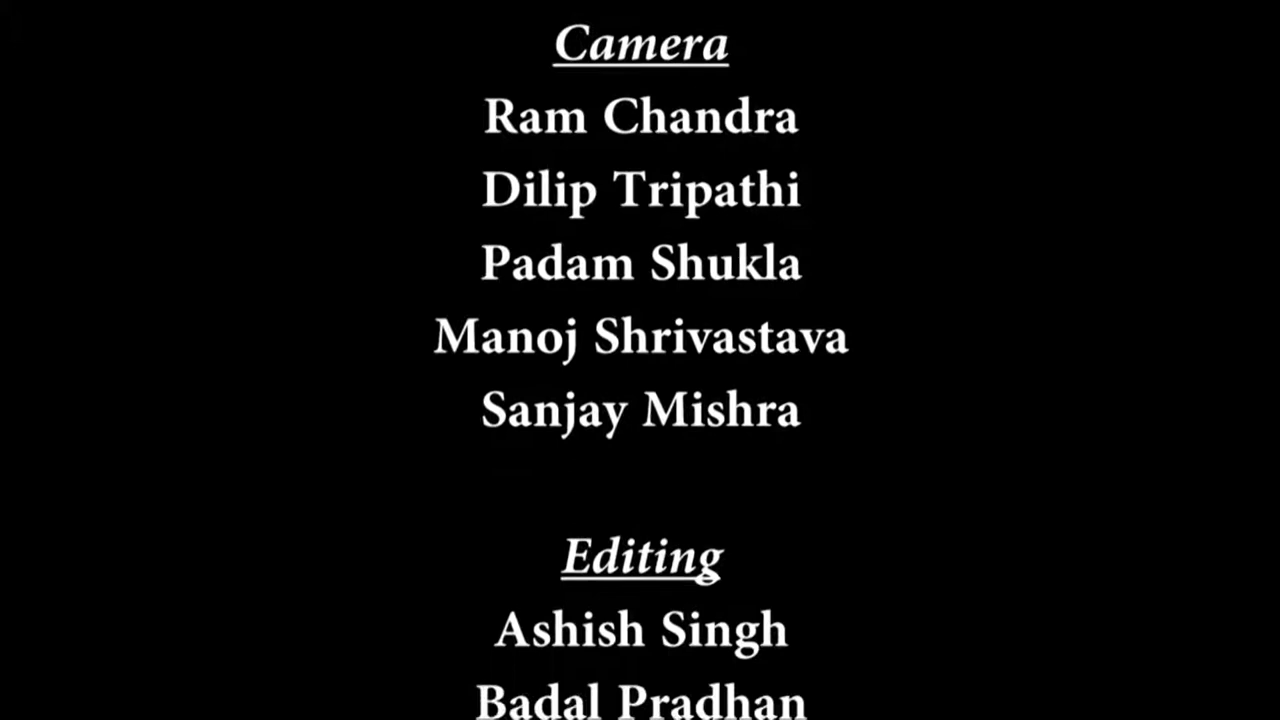 Camera
Ram Chandra
Dilip Tripathi
Padam Shukla
Manoj Shrivastava
Sanjay Mishra
Editing
Ashish Singh
Badal Pradhan